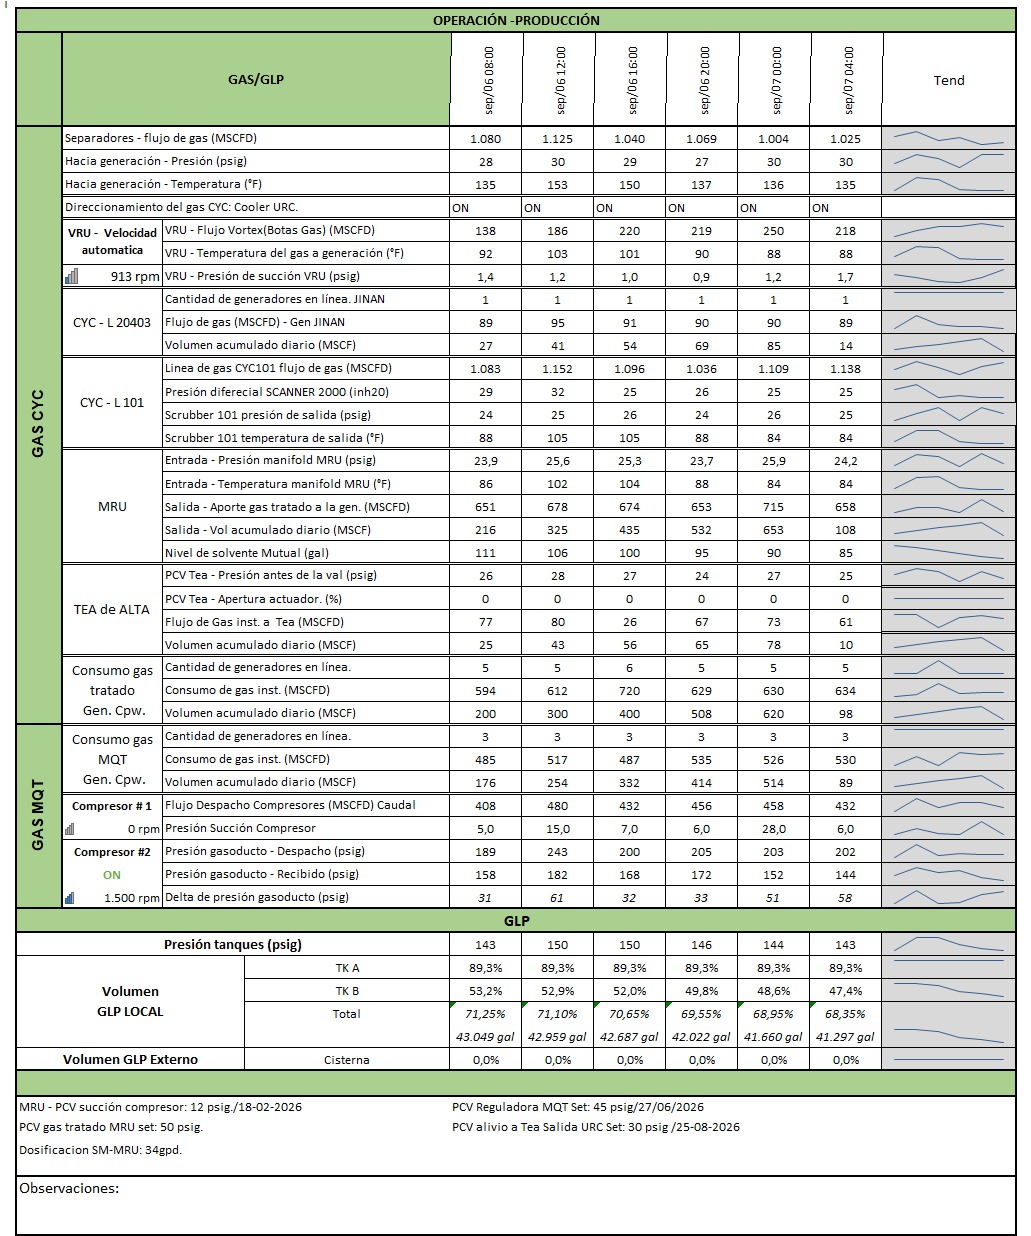 OPERACIÓN -PRODUCCIÓN
GAS/GLP sep/06 08:00 sep/06 12:00 sep/06 16:00 sep/06 20:00 sep/07 00:00 sep/07 04:00 Tend
GAS CYC
Separadores - flujo de gas (MSCFD) 1.080 1.125 1.040 1.069 1.004 1.025
Hacia generación - Presión (psig) 28 30 29 27 30 30
Hacia generación - Temperatura (°F) 135 153 150 137 136 135
Direccionamiento del gas CYC: Cooler URC. ON ON ON ON ON ON
VRU - Velocidad automatica
913 rpm
VRU - Flujo Vortex(Botas Gas) (MSCFD) 138 186 220 219 250 218
VRU - Temperatura del gas a generación (°F) 92 103 101 90 88 88
VRU - Presión de succión VRU (psig) 1,4 1,2 1,0 0,9 1,2 1,7
CYC - L 20403
Cantidad de generadores en línea. JINAN 1 1 1 1 1 1
Flujo de gas (MSCFD) - Gen JINAN 89 95 91 90 90 89
Volumen acumulado diario (MSCF) 27 41 54 69 85 14
CYC - L 101
Linea de gas CYC101 flujo de gas (MSCFD) 1.083 1.152 1.096 1.036 1.109 1.138
Presión diferecial SCANNER 2000 (inh20) 29 32 25 26 25 25
Scrubber 101 presión de salida (psig) 24 25 26 24 26 25
Scrubber 101 temperatura de salida (°F) 88 105 105 88 84 84
MRU
Entrada - Presión manifold MRU (psig) 23,9 25,6 25,3 23,7 25,9 24,2
Entrada - Temperatura manifold MRU (°F) 86 102 104 88 84 84
Salida - Aporte gas tratado a la gen. (MSCFD) 651 678 674 653 715 658
Salida - Vol acumulado diario (MSCF) 216 325 435 532 653 108
Nivel de solvente Mutual (gal) 111 106 100 95 90 85
TEA de ALTA
PCV Tea - Presión antes de la val (psig) 26 28 27 24 27 25
PCV Tea - Apertura actuador. (%) 0 0 0 0 0 0
Flujo de Gas inst. a Tea (MSCFD) 77 80 26 67 73 61
Volumen acumulado diario (MSCF) 25 43 56 65 78 10
Consumo gas tratado Gen. Cpw.
Cantidad de generadores en línea. 5 5 6 5 5 5
Consumo de gas inst. (MSCFD) 594 612 720 629 630 634
Volumen acumulado diario (MSCF) 200 300 400 508 620 98
GAS MQT
Consumo gas MQT Gen. Cpw.
Cantidad de generadores en línea. 3 3 3 3 3 3
Consumo de gas inst. (MSCFD) 485 517 487 535 526 530
Volumen acumulado diario (MSCF) 176 254 332 414 514 89
Compresor # 1 Flujo Despacho Compresores (MSCFD) Caudal 408 480 432 456 458 432
0 rpm Presión Succión Compresor 5,0 15,0 7,0 6,0 28,0 6,0
Compresor #2 Presión gasoducto - Despacho (psig) 189 243 200 205 203 202
ON Presión gasoducto - Recibido (psig) 158 182 168 172 152 144
1.500 rpm Delta de presión gasoducto (psig) 31 61 32 33 51 58
GLP
Presión tanques (psig) 143 150 150 146 144 143
Volumen GLP LOCAL
TK A 89,3% 89,3% 89,3% 89,3% 89,3% 89,3%
TK B 53,2% 52,9% 52,0% 49,8% 48,6% 47,4%
Total 71,25% 71,10% 70,65% 69,55% 68,95% 68,35%
43.049 gal 42.959 gal 42.687 gal 42.022 gal 41.660 gal 41.297 gal
Volumen GLP Externo Cisterna 0,0% 0,0% 0,0% 0,0% 0,0% 0,0%
MRU - PCV succión compresor: 12 psig./18-02-2026 PCV Reguladora MQT Set: 45 psig/27/06/2026
PCV gas tratado MRU set: 50 psig. PCV alivio a Tea Salida URC Set: 30 psig /25-08-2026
Dosificacion SM-MRU: 34gpd.
Observaciones: